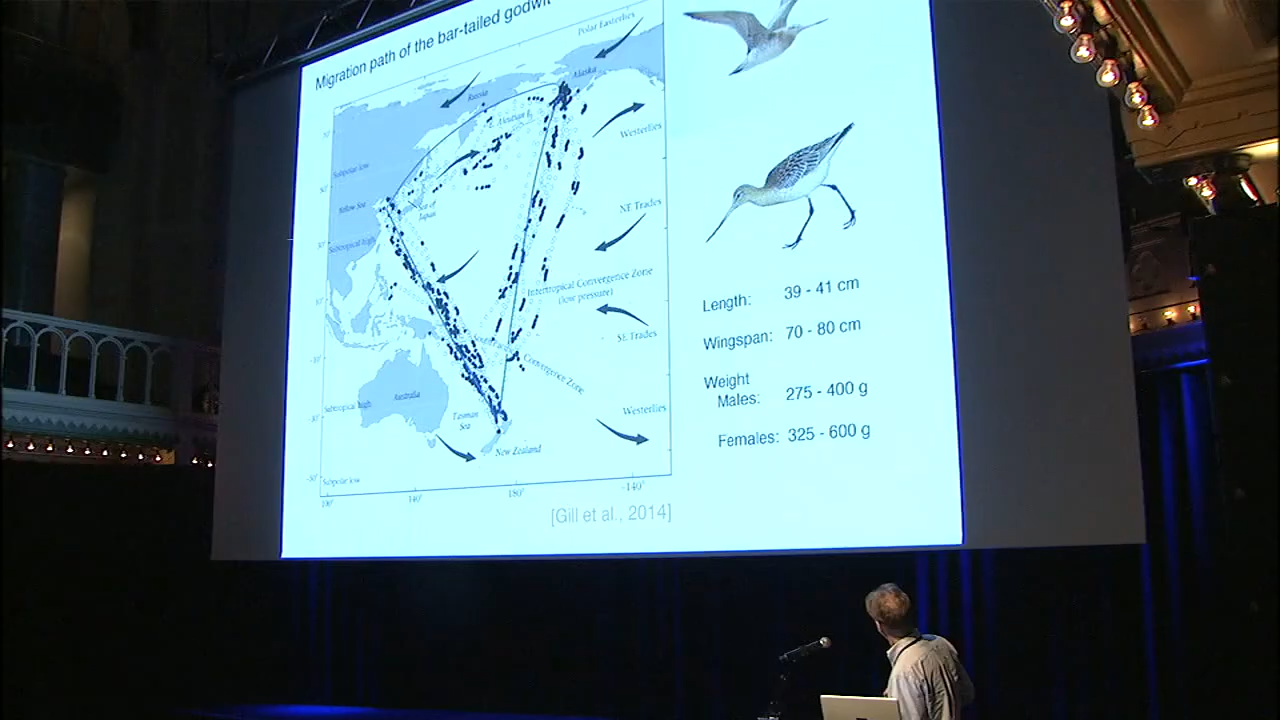 Migration path of the bar-tailed godwit
Polar Easterlies
Alaska
Russia
Aleutian I.
Westerlies
Subpolar low
Yellow Sea
Sea of
Japan
NE Trades
Subtropical high
Intertropical Convergence Zone
(low pressure)
SE Trades
Convergence Zone
Australia
Subtropical high
Tasman
Sea
Westerlies
New Zealand
Subpolar low
140°
180°
-140°
[Gill et al., 2014]
Length: 39 - 41 cm
Wingspan: 70 - 80 cm
Weight
Males: 275 - 400 g
Females: 325 - 600 g